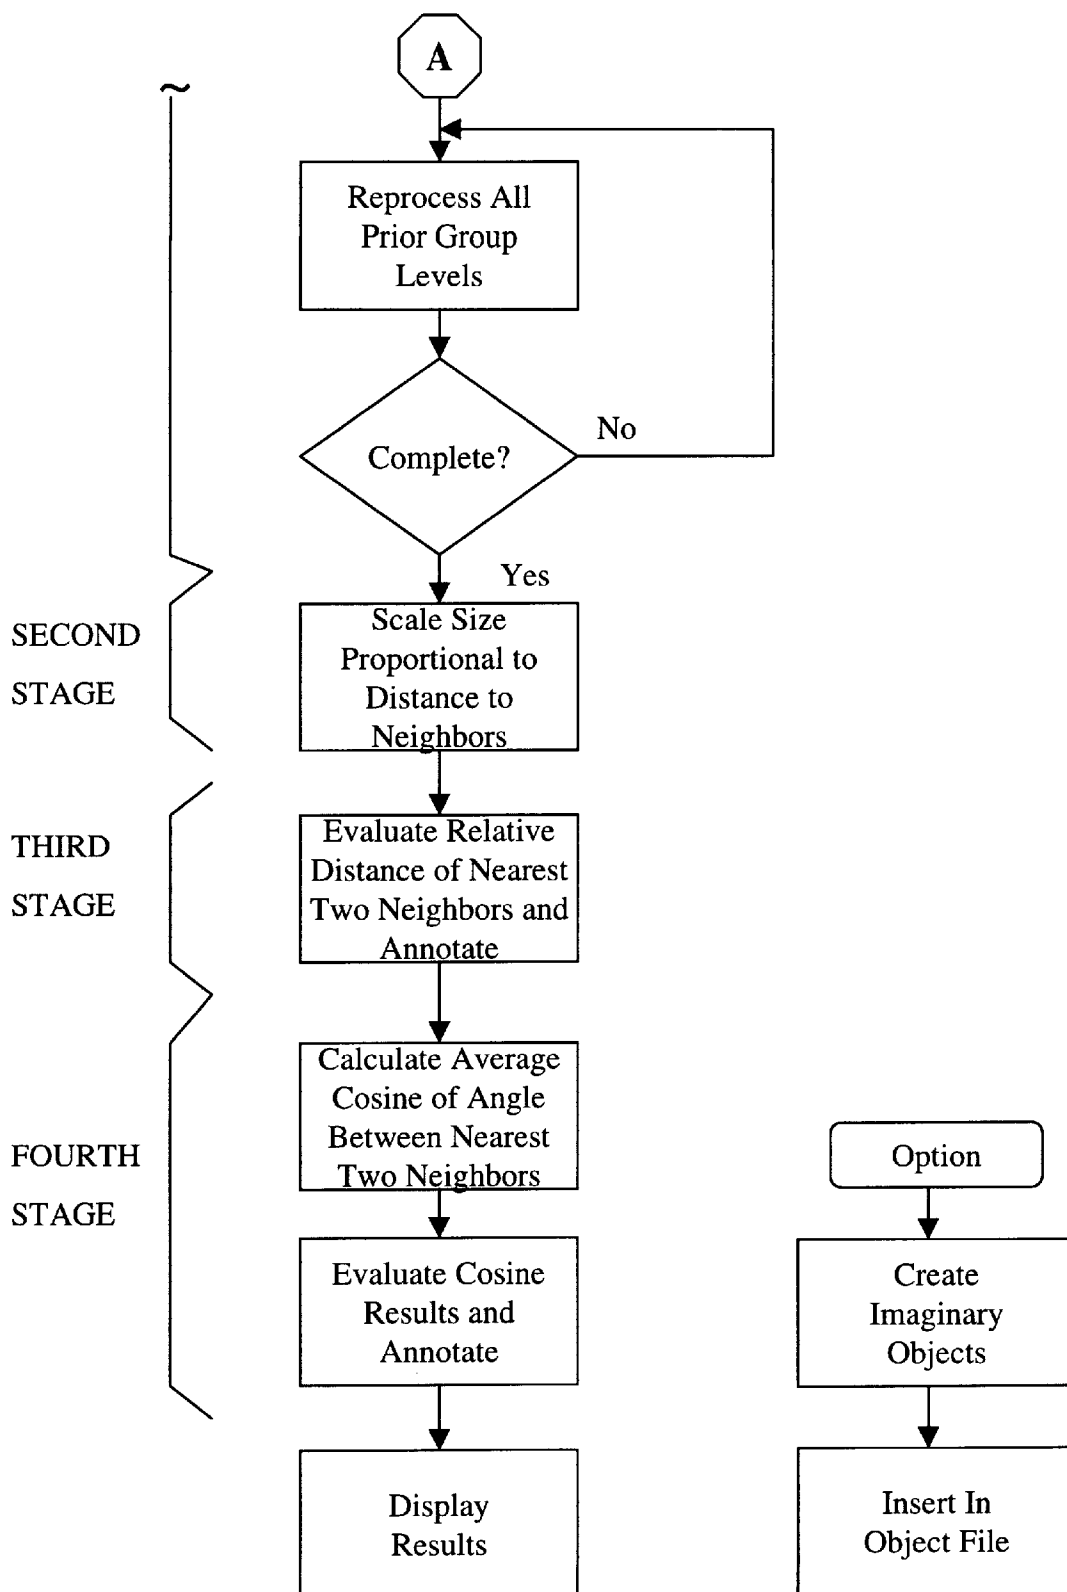 A
Reprocess All
Prior Group
Levels
Complete?
No
Yes
SECOND
STAGE
Scale Size
Proportional to
Distance to
Neighbors
THIRD
STAGE
Evaluate Relative
Distance of Nearest
Two Neighbors and
Annotate
FOURTH
STAGE
Calculate Average
Cosine of Angle
Between Nearest
Two Neighbors
Evaluate Cosine
Results and
Annotate
Display
Results
Option
Create
Imaginary
Objects
Insert In
Object File